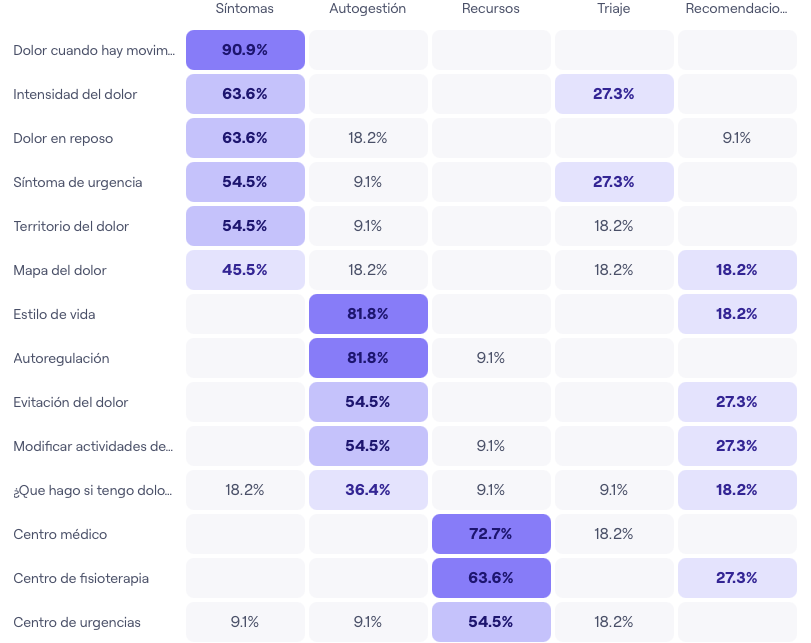 Síntomas Autogestión Recursos Triaje Recomendacio...
Dolor cuando hay movim... 90.9%
Intensidad del dolor 63.6% 27.3%
Dolor en reposo 63.6% 18.2% 9.1%
Síntoma de urgencia 54.5% 9.1% 27.3%
Territorio del dolor 54.5% 9.1% 18.2%
Mapa del dolor 45.5% 18.2% 18.2% 18.2%
Estilo de vida 81.8% 18.2%
Autoregulación 81.8% 9.1%
Evitación del dolor 54.5% 27.3%
Modificar actividades de... 54.5% 9.1% 27.3%
¿Que hago si tengo dolo... 18.2% 36.4% 9.1% 9.1% 18.2%
Centro médico 72.7% 18.2%
Centro de fisioterapia 63.6% 27.3%
Centro de urgencias 9.1% 9.1% 54.5% 18.2%